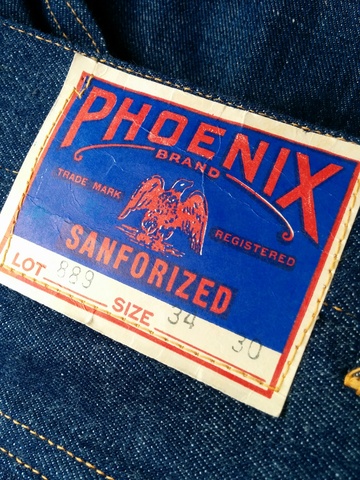 PHOENIX
BRAND
TRADE MARK REGISTERED
SANFORIZED
LOT 889 SIZE 34 30